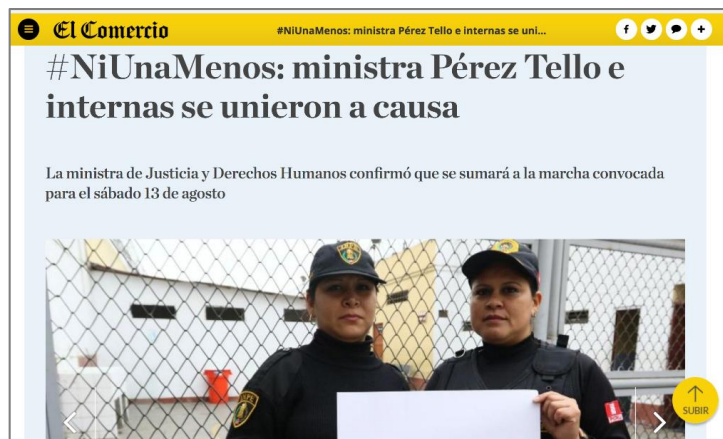 El Comercio
#NiUnaMenos: ministra Pérez Tello e internas se uni...
#NiUnaMenos: ministra Pérez Tello e
internas se unieron a causa
La ministra de Justicia y Derechos Humanos confirmó que se sumará a la marcha convocada
para el sábado 13 de agosto
SUBIR